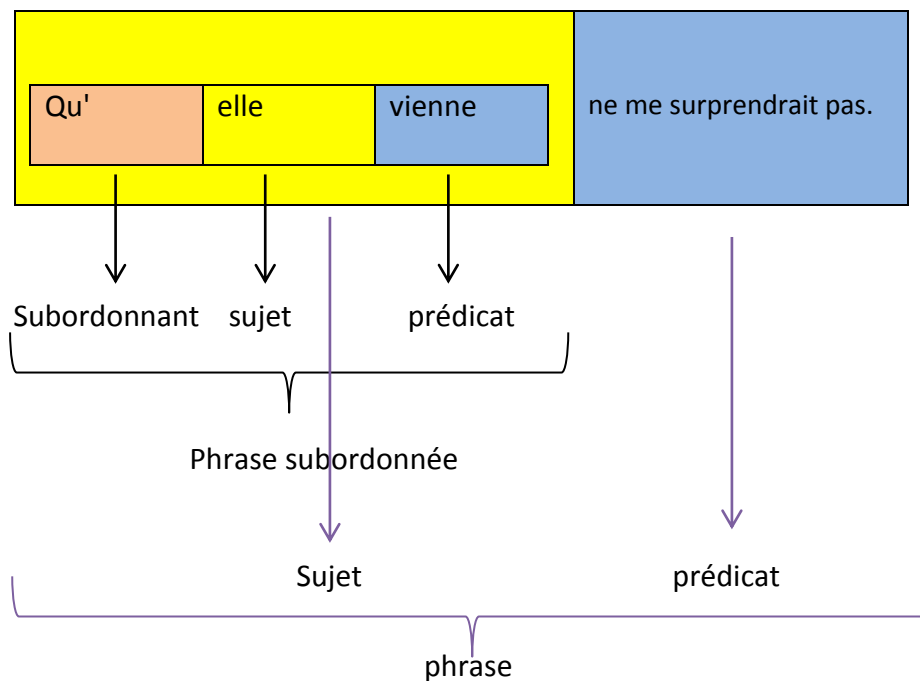 Qu' elle vienne ne me surprendrait pas.
Subordonnant sujet prédicat
Phrase subordonnée
Sujet prédicat
phrase